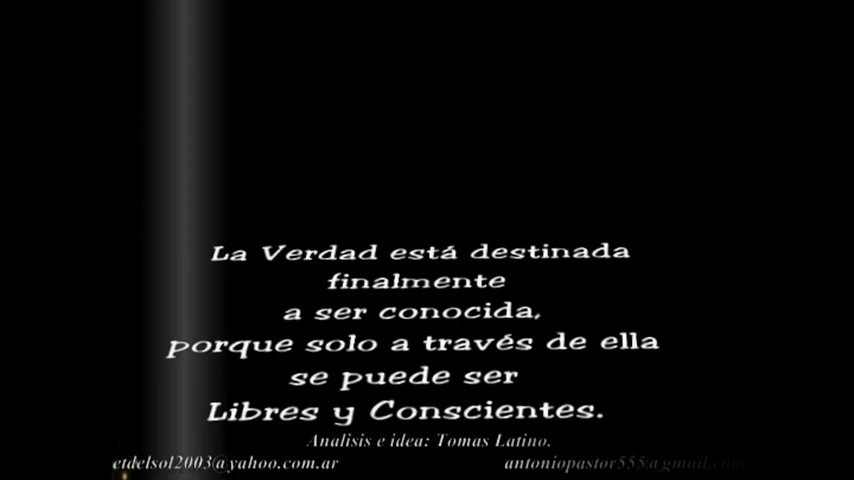 La Verdad está destinada
finalmente
a ser conocida,
porque solo a través de ella
se puede ser
Libres y Conscientes.
Analisis e idea: Tomas Latino.
etdelsol2003@yahoo.com.ar antoniopastor555@gmail.com